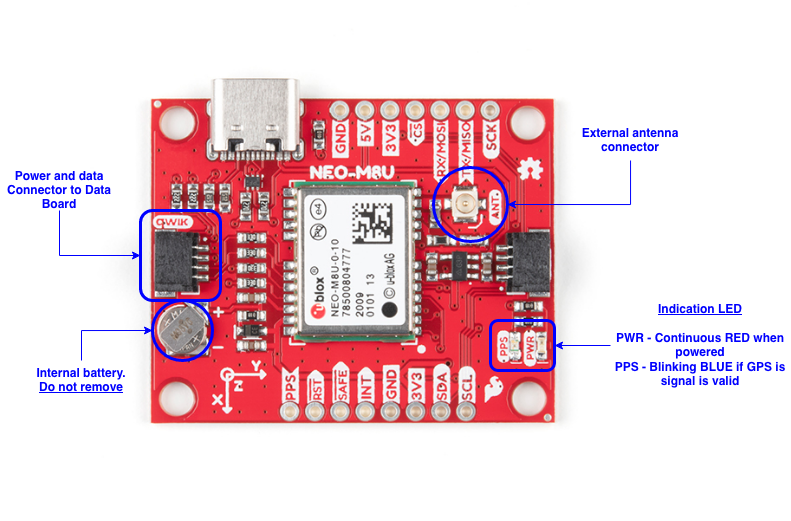 GND
5V
3V3
CS
RX/MOSI
TX/MISO
SCK
NEO-M8U
External antenna
connector
Power and data
Connector to Data
Board
ANT.
qwiic
Pb
e4
ublox®
NEO-M8U-0-10
78500804777
2009
0101 13
© u-blox AG
Indication LED
PWR - Continuous RED when
powered
PPS - Blinking BLUE if GPS is
signal is valid
+
-
PPS
PWR
Internal battery.
Do not remove
Y
Z
X
PPS
RST
SAFE
INT
GND
3V3
SDA
SCL